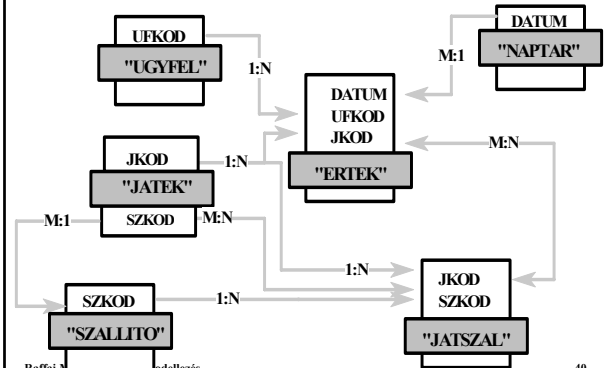 UFKOD
"UGYFEL"
1:N
DATUM
"NAPTAR"
M:1
DATUM
UFKOD
JKOD
"ERTEK"
M:N
JKOD
"JATEK"
SZKOD
1:N
M:N
M:1
SZKOD
"SZALLITO"
1:N
1:N
JKOD
SZKOD
"JATSZAL"
40